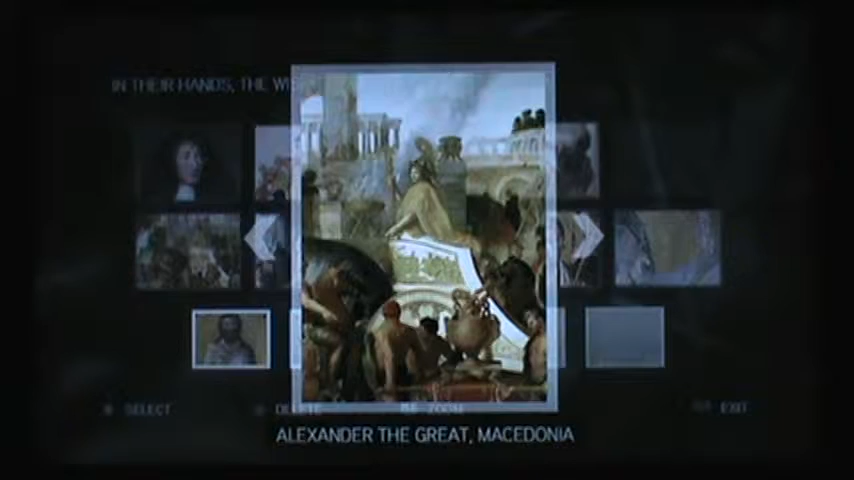 IN THEIR HANDS, THE
SELECT
DELETE
ZOOM
EXIT
ALEXANDER THE GREAT, MACEDONIA